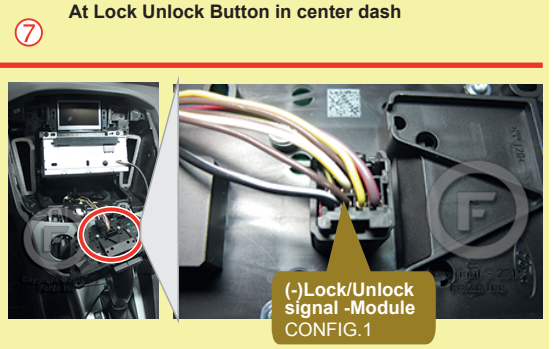 At Lock Unlock Button in center dash
7
F
F
(-)Lock/Unlock
signal -Module
CONFIG.1